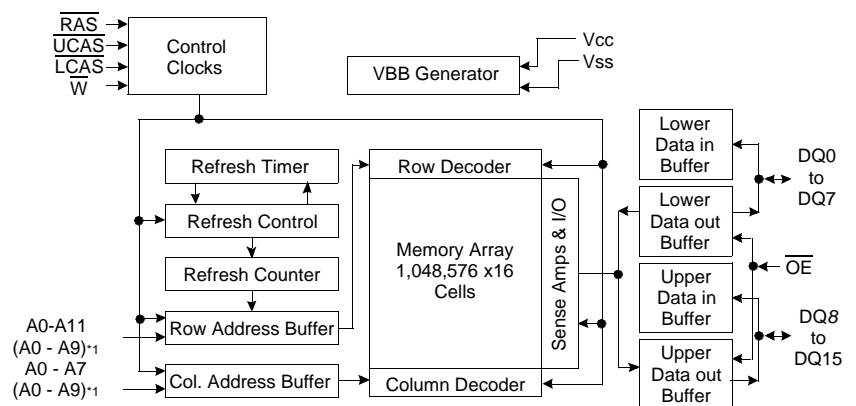 RAS
UCAS
LCAS
W
Control
Clocks
VBB Generator
Vcc
Vss
Refresh Timer
Refresh Control
Refresh Counter
Row Address Buffer
Col. Address Buffer
A0-A11
(A0 - A9)*1
A0 - A7
(A0 - A9)*1
Row Decoder
Memory Array
1,048,576 x16
Cells
Column Decoder
Sense Amps & I/O
Lower
Data in
Buffer
Lower
Data out
Buffer
Upper
Data in
Buffer
Upper
Data out
Buffer
DQ0
to
DQ7
OE
DQ8
to
DQ15